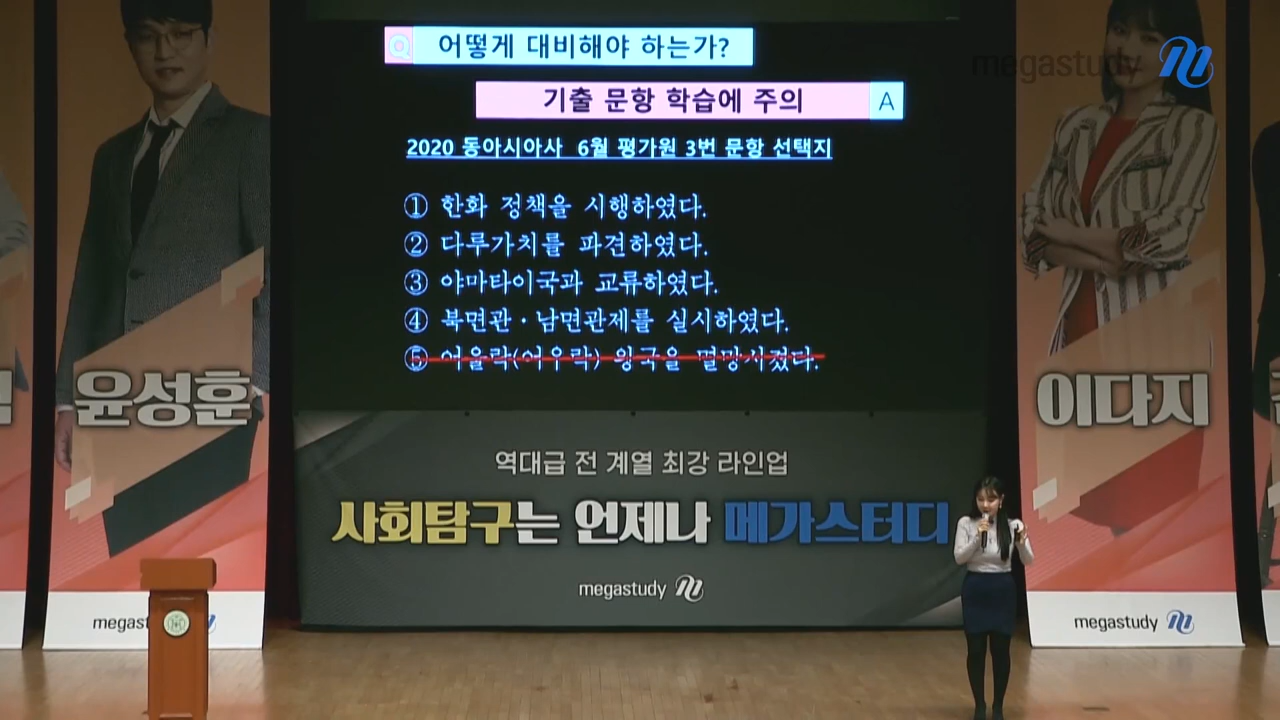 Q 어떻게 대비해야 하는가?
기출 문항 학습에 주의 A
2020 동아시아사 6월 평가원 3번 문항 선택지
① 한화 정책을 시행하였다.
② 다루가치를 파견하였다.
③ 야마타이국과 교류하였다.
④ 북면관·남면관제를 실시하였다.
⑤ 어울락(어우락) 왕국을 멸망시켰다.
megastudy
윤성훈
이다지
역대급 전 계열 최강 라인업
사회탐구는 언제나 메가스터디
megastudy
megast
megastudy